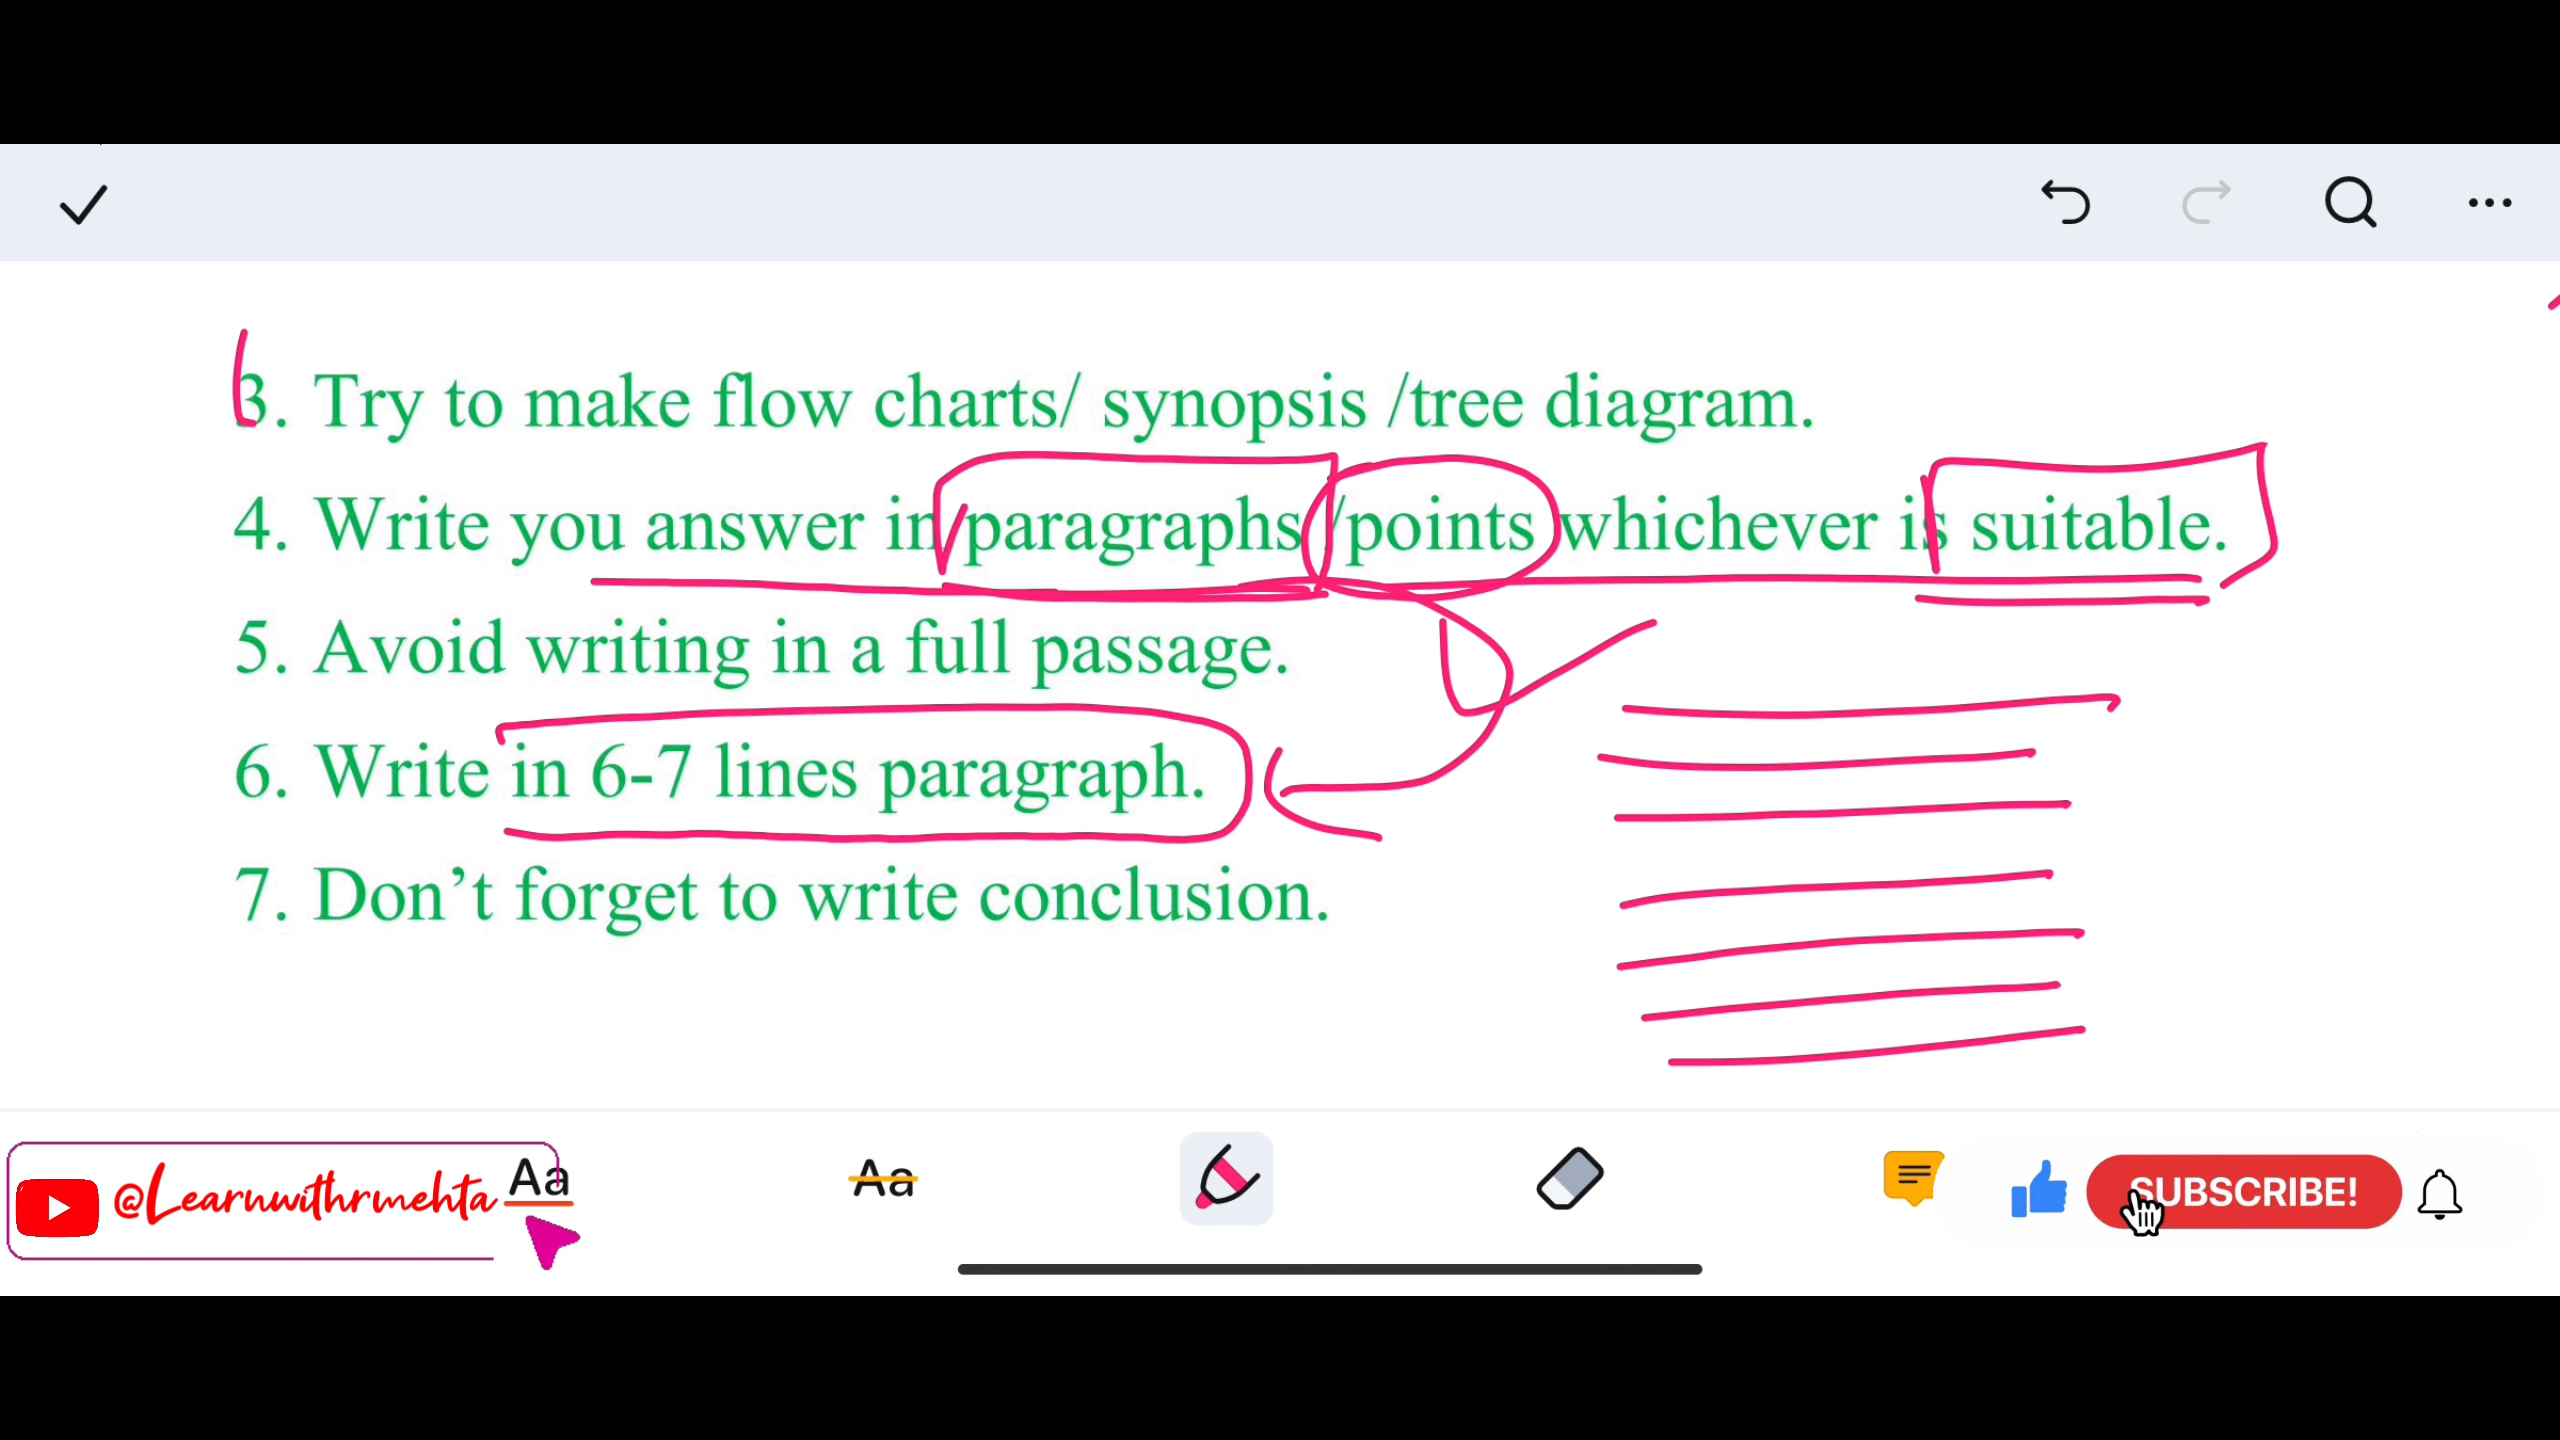 3. Try to make flow charts/ synopsis /tree diagram.
4. Write you answer in paragraphs /points whichever is suitable.
5. Avoid writing in a full passage.
6. Write in 6-7 lines paragraph.
7. Don’t forget to write conclusion.
@Learnwithrmehta Aa Aa SUBSCRIBE!